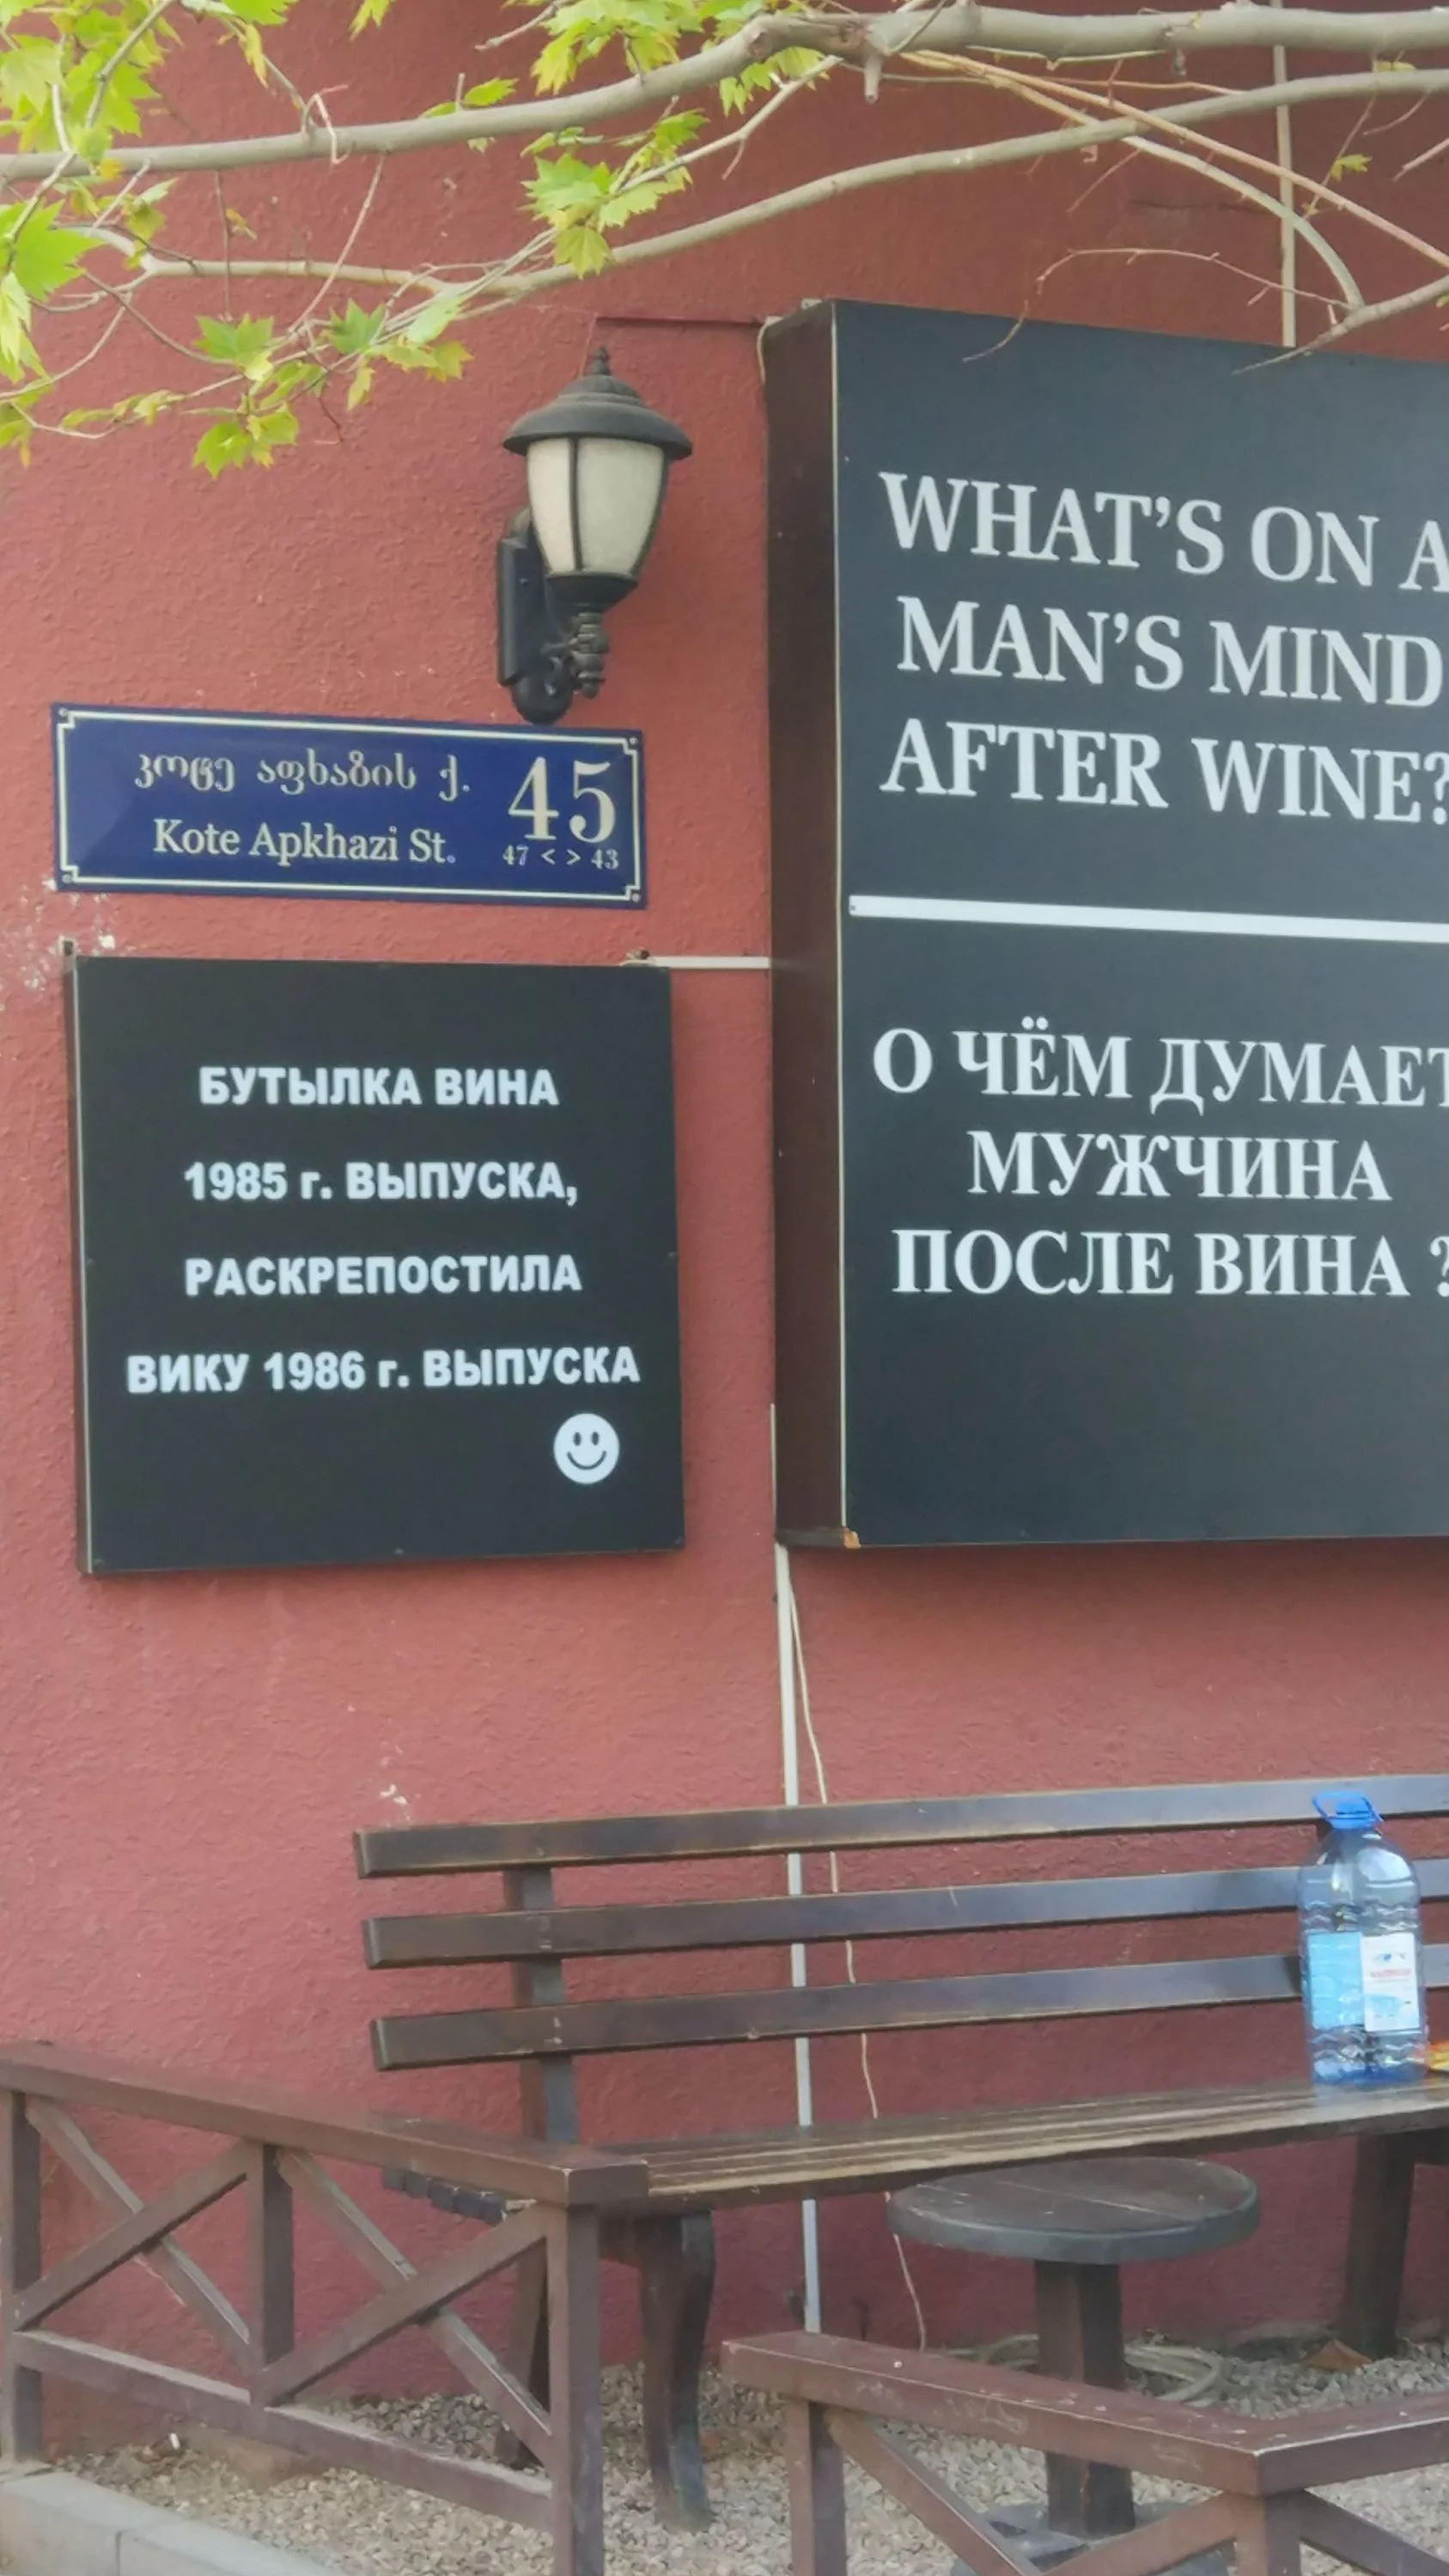 კოტე აფხაზის ქ.
Kote Apkhazi St.
45
47 < > 43
БУТЫЛКА ВИНА
1985 г. ВЫПУСКА,
РАСКРЕПОСТИЛА
ВИКУ 1986 г. ВЫПУСКА
WHAT'S ON A
MAN'S MIND
AFTER WINE?
О ЧЁМ ДУМАЕТ
МУЖЧИНА
ПОСЛЕ ВИНА ?